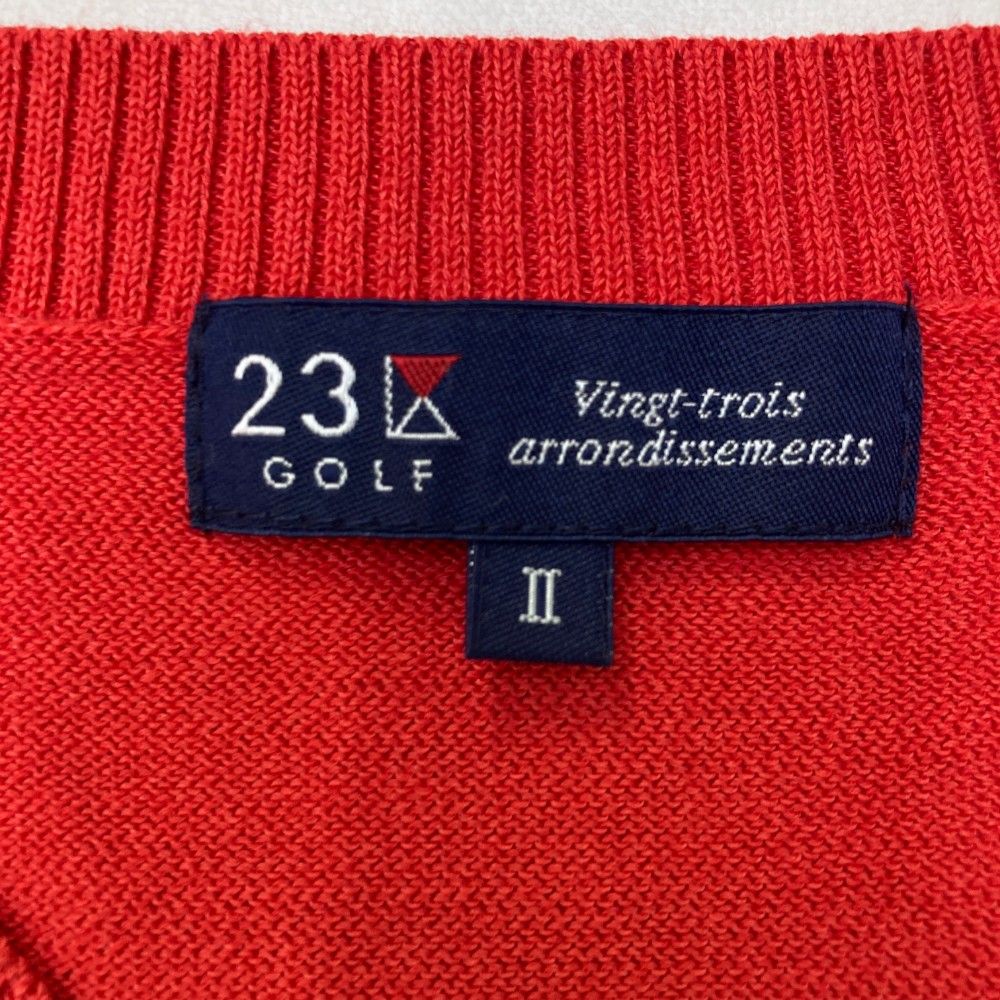 23
GOLF
Vingt-trois
arrondissements
II